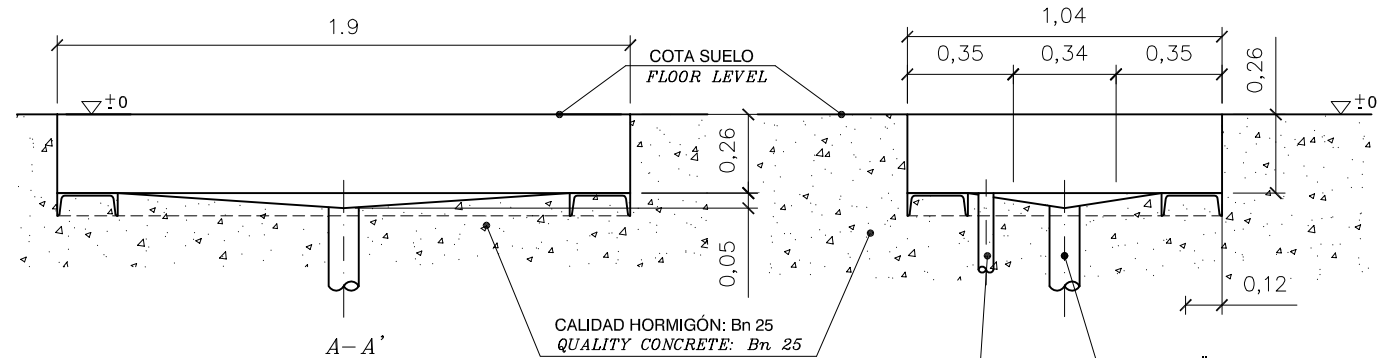 1.9
1,04
COTA SUELO
FLOOR LEVEL
0,35
0,34
0,35
0,26
±0
±0
0,26
0,05
0,12
CALIDAD HORMIGÓN: Bn 25
QUALITY CONCRETE: Bn 25
A-A'